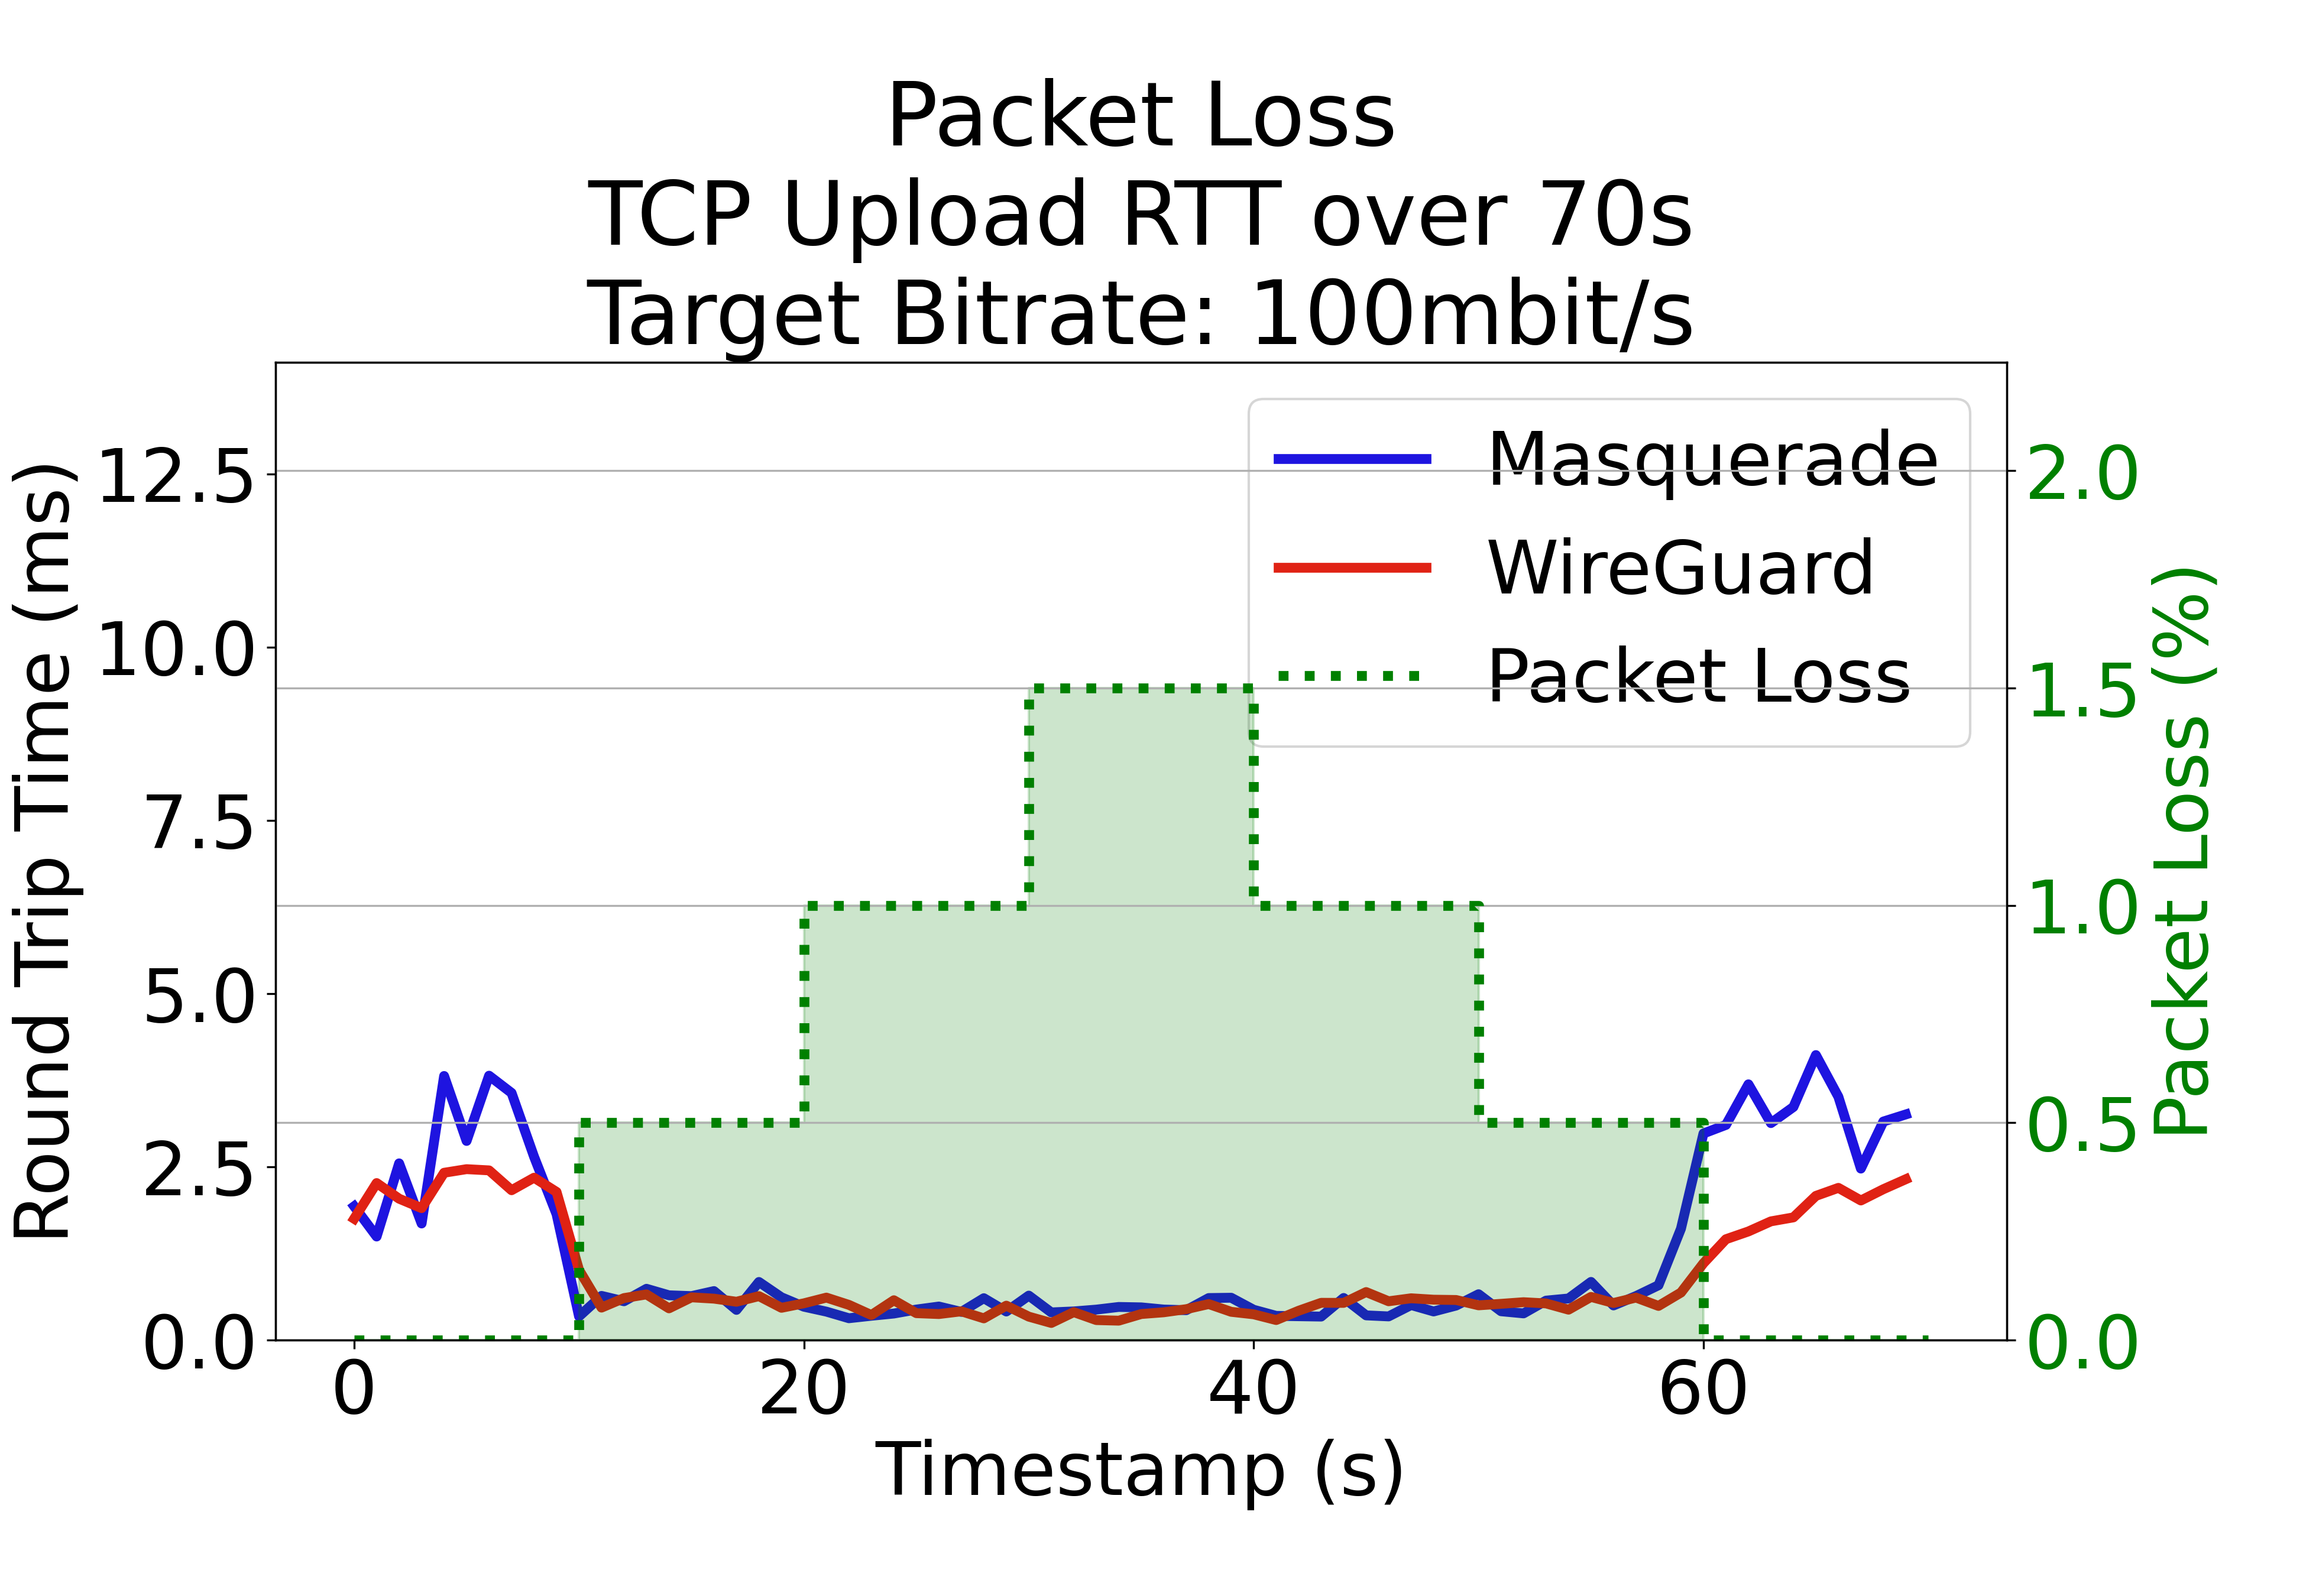 Packet Loss
TCP Upload RTT over 70s
Target Bitrate: 100mbit/s
Round Trip Time (ms)
12.5
10.0
7.5
5.0
2.5
0.0
Masquerade
WireGuard
Packet Loss
2.0
1.5
1.0
0.5
0.0
Packet Loss (%)
0
20
40
60
Timestamp (s)